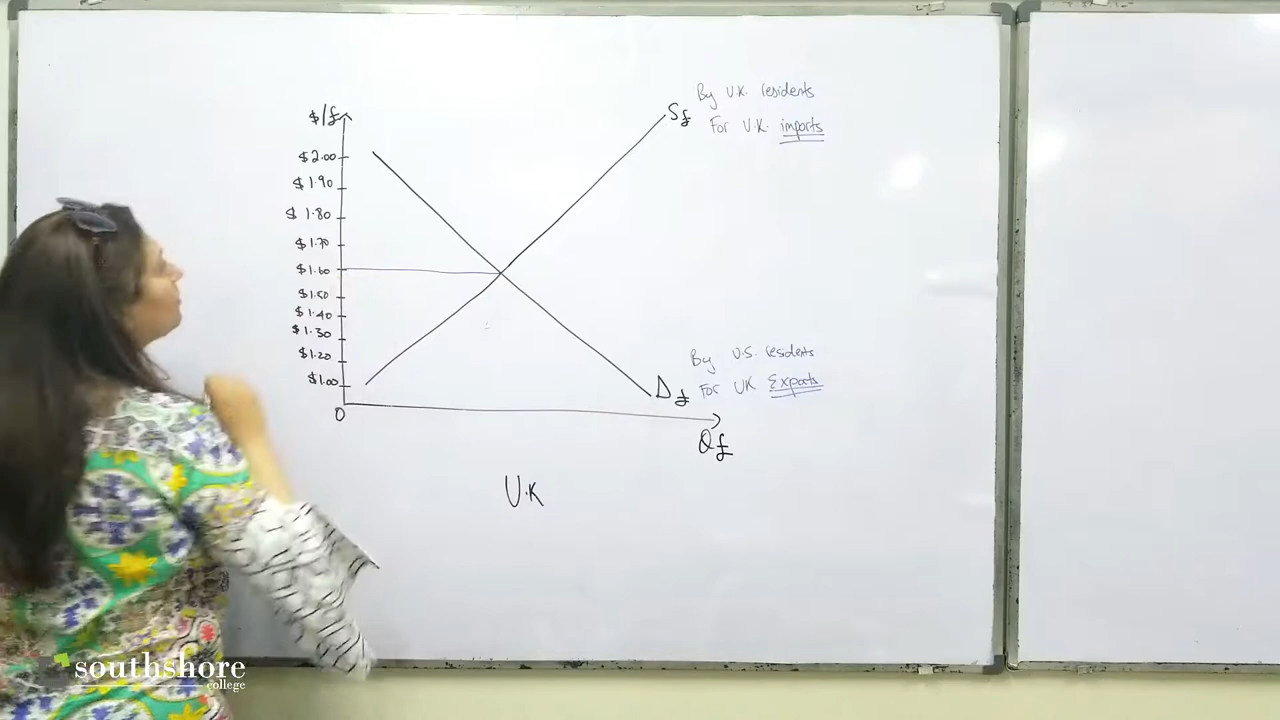 $/£
$2.00
$1.90
$1.80
$1.70
$1.60
$1.50
$1.40
$1.30
$1.20
$1.00
0
S£
By U.K. residents
For U.K. imports
D£
By U.S. residents
For UK Exports
Q£
U.K
southshore
college